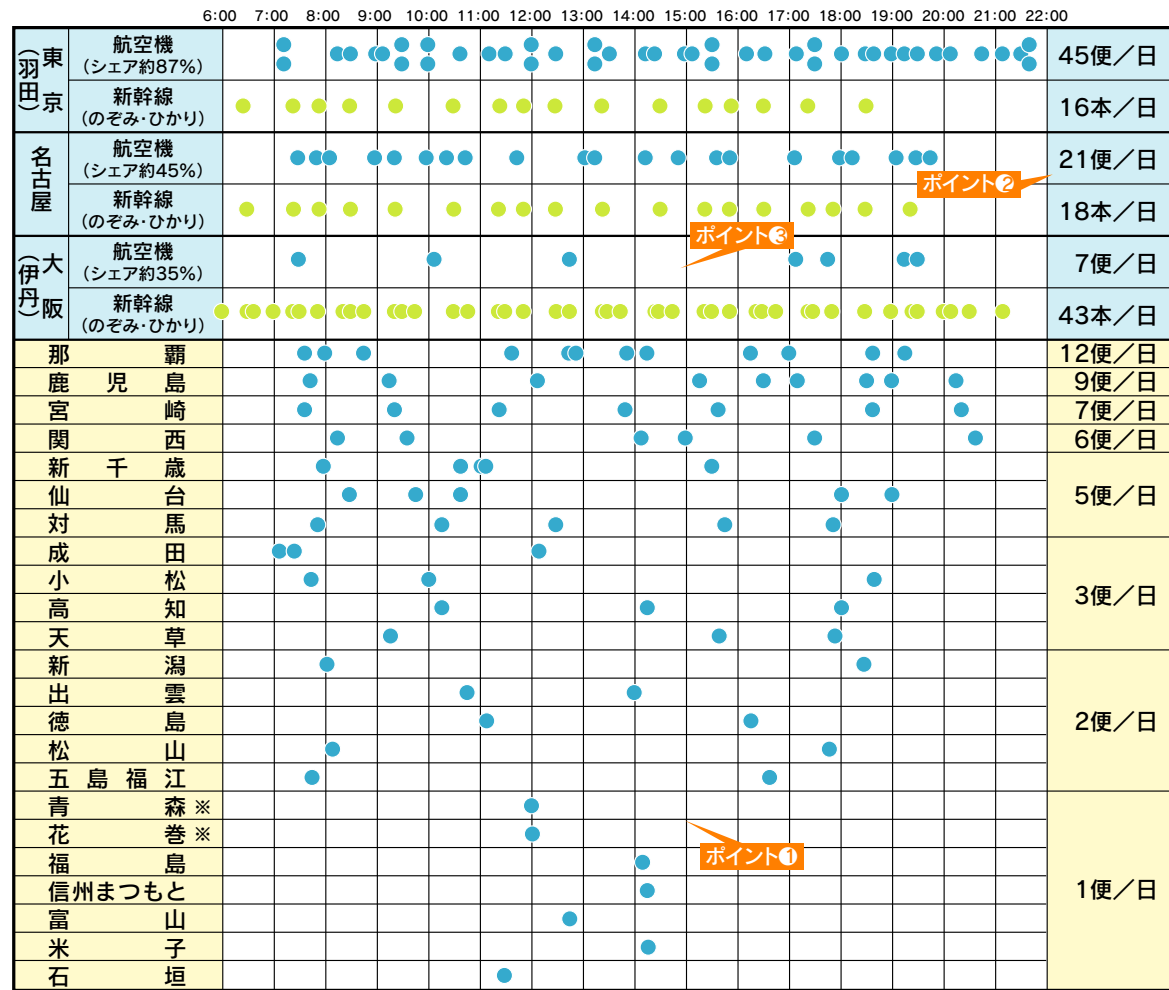 6:00 7:00 8:00 9:00 10:00 11:00 12:00 13:00 14:00 15:00 16:00 17:00 18:00 19:00 20:00 21:00 22:00
東京（羽田）
航空機
（シェア約87%）
45便／日
新幹線
（のぞみ・ひかり）
16本／日
名古屋
航空機
（シェア約45%）
21便／日
ポイント❷
新幹線
（のぞみ・ひかり）
18本／日
ポイント❸
大阪（伊丹）
航空機
（シェア約35%）
7便／日
新幹線
（のぞみ・ひかり）
43本／日
那覇 12便／日
鹿児島 9便／日
宮崎 7便／日
関西 6便／日
新千歳
仙台 5便／日
対馬
成田
小松
高知 3便／日
天草
新潟
出雲
徳島 2便／日
松山
五島福江
青森※
花巻※
ポイント❶
福島
信州まつもと 1便／日
富山
米子
石垣